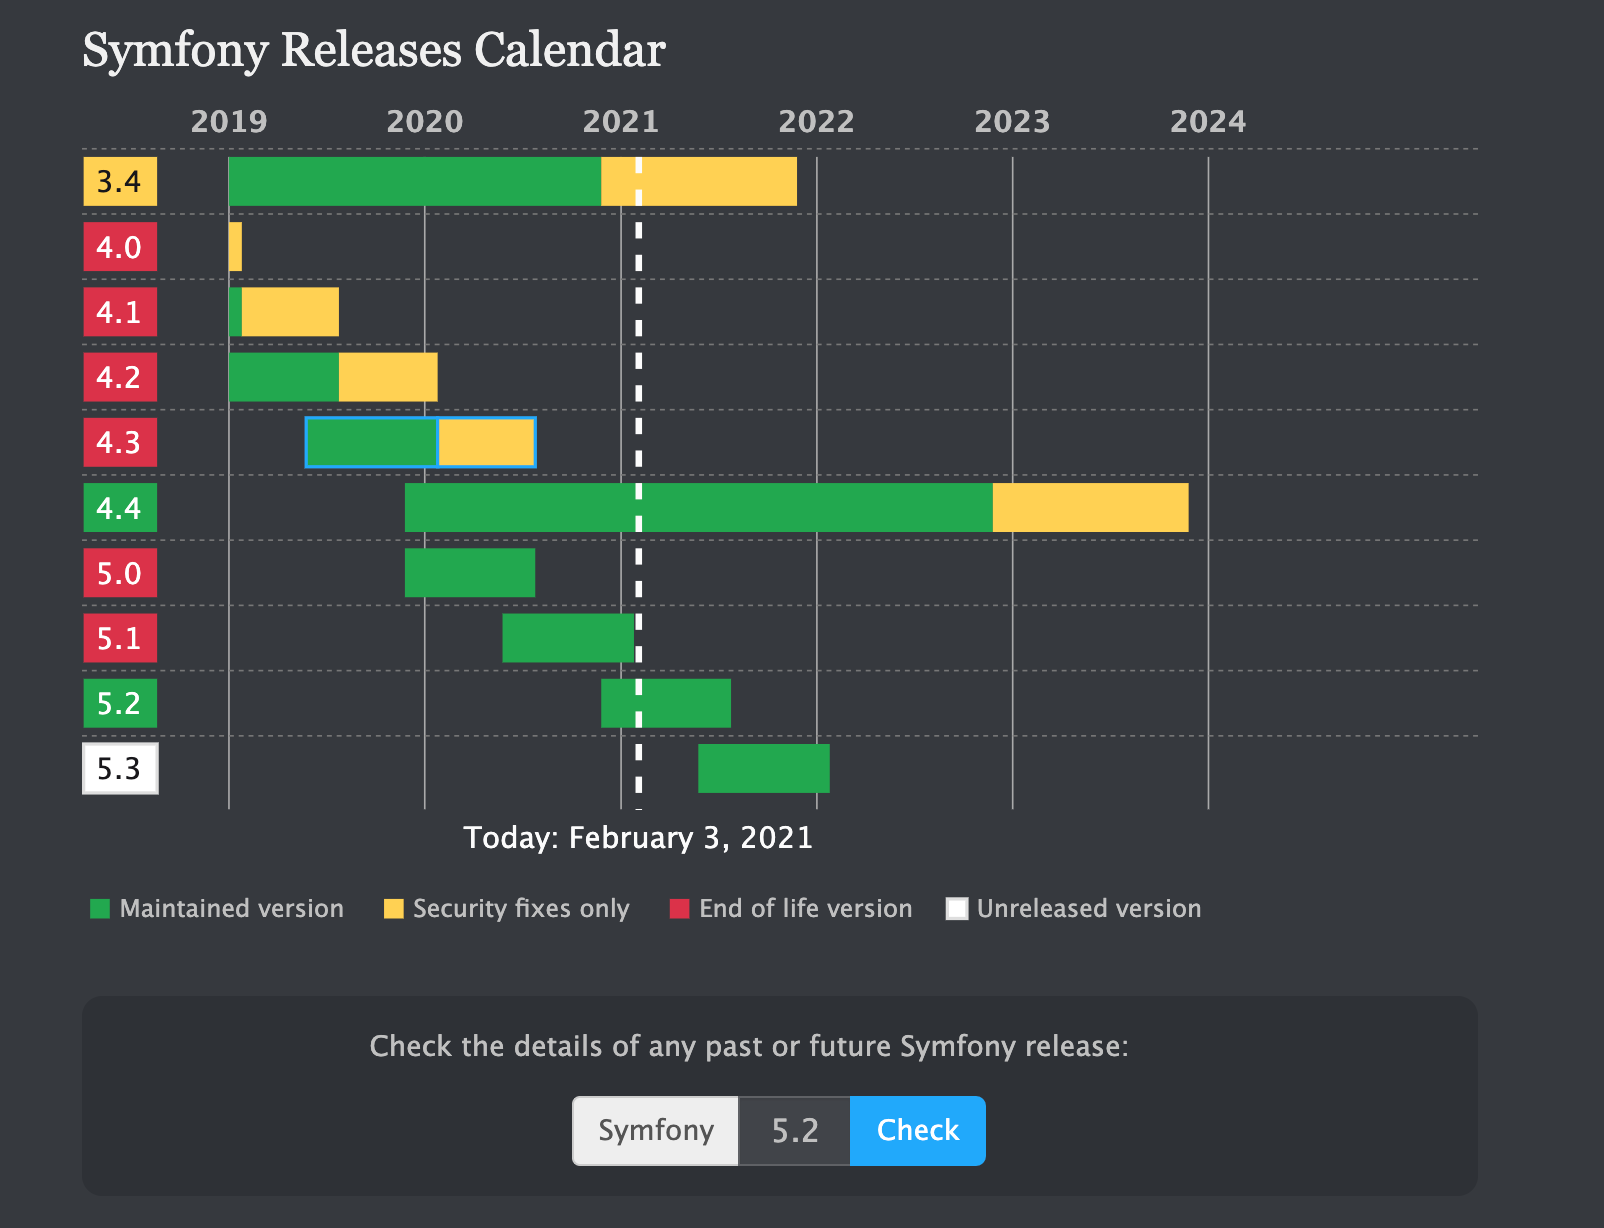 Symfony Releases Calendar
2019 2020 2021 2022 2023 2024
3.4
4.0
4.1
4.2
4.3
4.4
5.0
5.1
5.2
5.3
Today: February 3, 2021
Maintained version Security fixes only End of life version Unreleased version
Check the details of any past or future Symfony release:
Symfony 5.2 Check